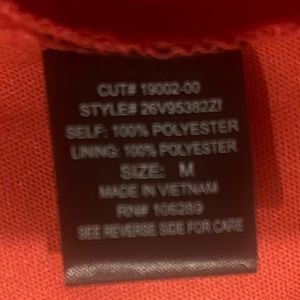 CUT# 19002-00
STYLE# 26V95382ZI
SELF: 100% POLYESTER
LINING: 100% POLYESTER
SIZE: M
MADE IN VIETNAM
RN# 106289
SEE REVERSE SIDE FOR CARE